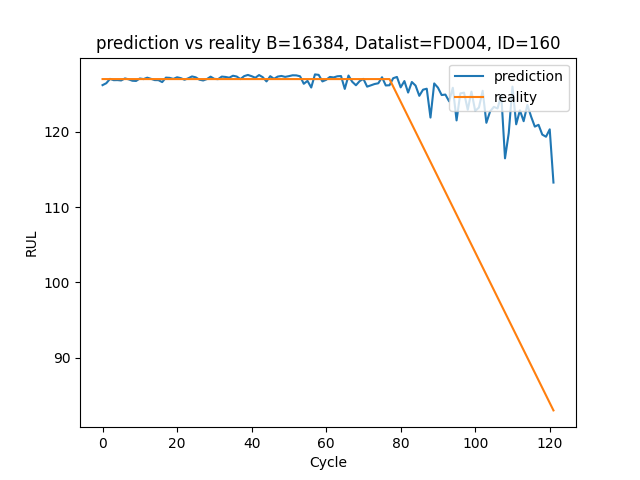 prediction vs reality B=16384, Datalist=FD004, ID=160
prediction
reality
120
110
100
90
RUL
0 20 40 60 80 100 120
Cycle